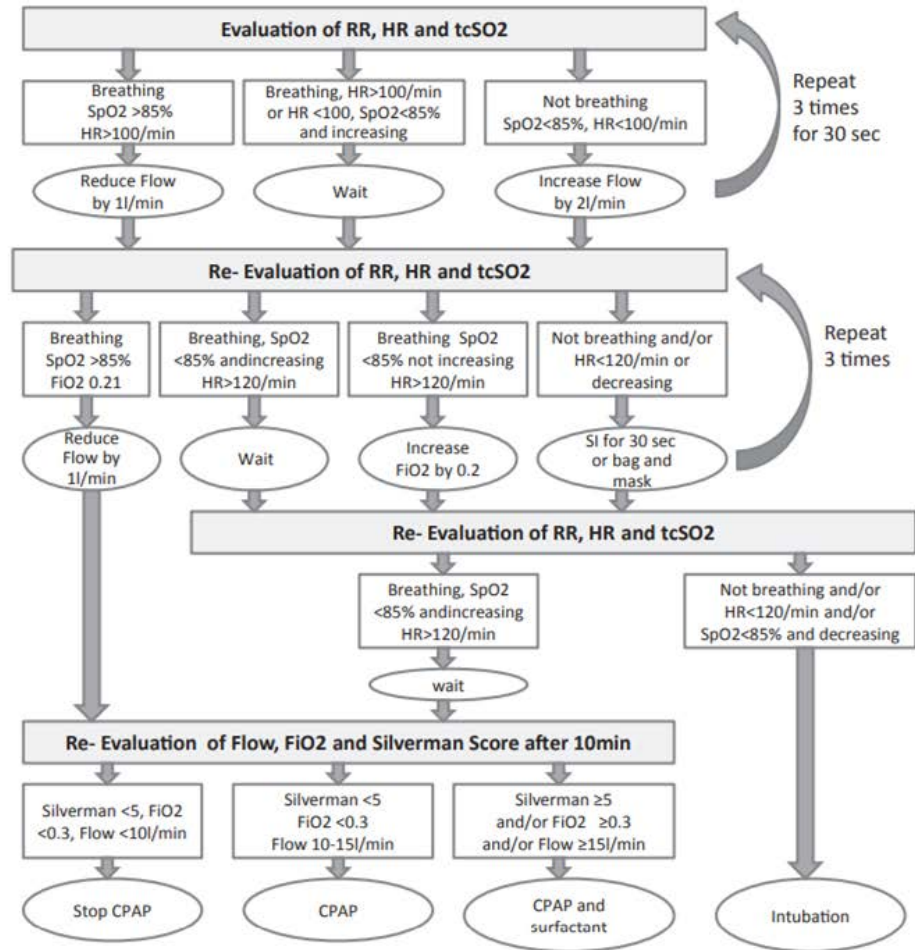 Evaluation of RR, HR and tcSO2
Repeat
3 times
for 30 sec
Breathing
SpO2 >85%
HR>100/min
Breathing, HR>100/min
or HR <100, SpO2<85%
and increasing
Not breathing
SpO2<85%, HR<100/min
Reduce Flow
by 1l/min
Wait
Increase Flow
by 2l/min
Re- Evaluation of RR, HR and tcSO2
Repeat
3 times
Breathing
SpO2 >85%
FiO2 0.21
Breathing, SpO2
<85% andincreasing
HR>120/min
Breathing SpO2
<85% not increasing
HR>120/min
Not breathing and/or
HR<120/min or
decreasing
Reduce
Flow by
1l/min
Wait
Increase
FiO2 by 0.2
SI for 30 sec
or bag and
mask
Re- Evaluation of RR, HR and tcSO2
Breathing, SpO2
<85% andincreasing
HR>120/min
Not breathing and/or
HR<120/min and/or
SpO2<85% and decreasing
wait
Re- Evaluation of Flow, FiO2 and Silverman Score after 10min
Silverman <5, FiO2
<0.3, Flow <10l/min
Silverman <5
FiO2 <0.3
Flow 10-15l/min
Silverman ≥5
and/or FiO2 ≥0.3
and/or Flow ≥15l/min
Stop CPAP
CPAP
CPAP and
surfactant
Intubation